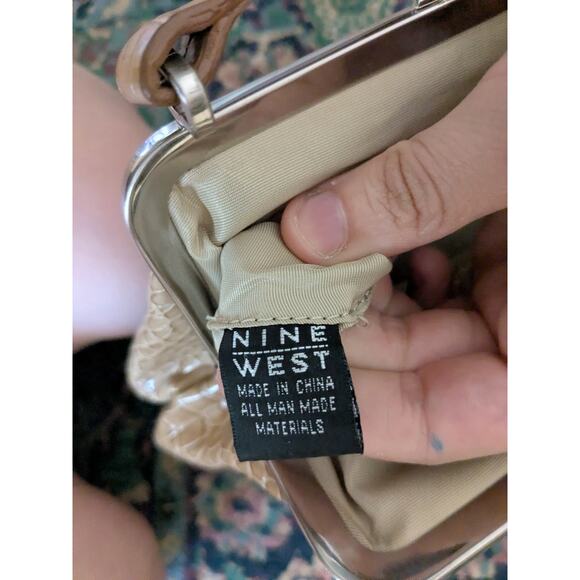 NINE
WEST
MADE IN CHINA
ALL MAN MADE
MATERIALS